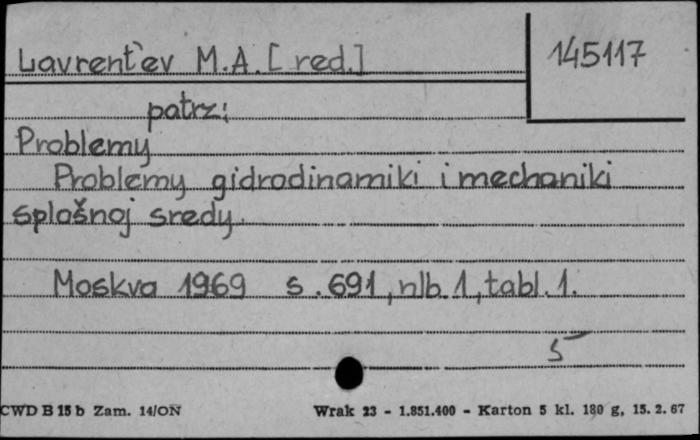 Lavrent'ev M.A. [red.]
145117
patrz:
Problemy
Problemy gidrodinamiki i mechaniki
splošnoj sredy.
Moskva 1969 s. 691, nlb. 1, tabl. 1.
5
CWD B 15 b Zam. 14/ON
Wrak 23 - 1.851.400 - Karton 5 kl. 180 g, 15. 2. 67